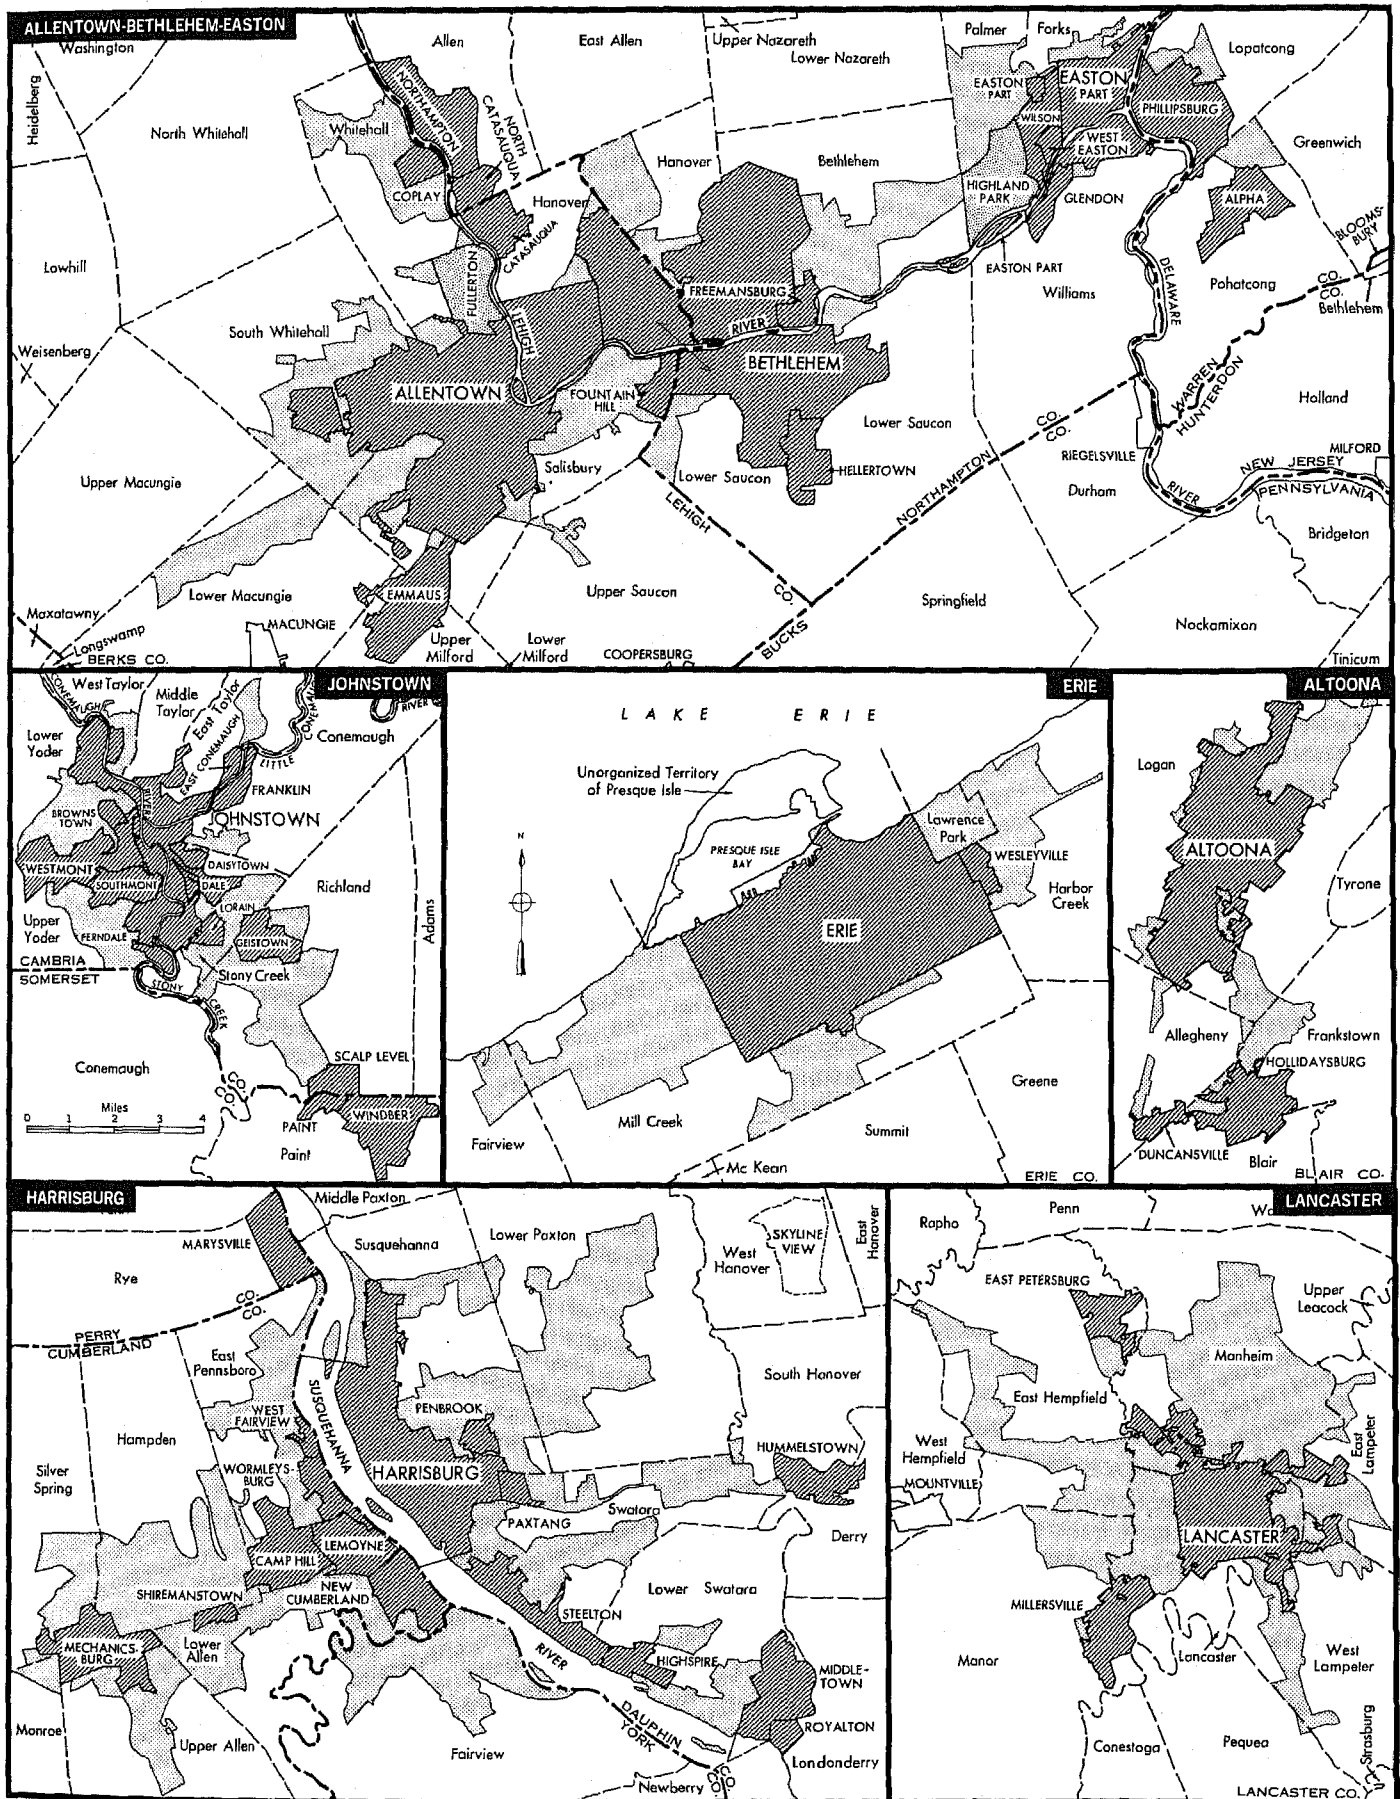 ALLENTOWN-BETHLEHEM-EASTON
Washington
Allen
East Allen
Upper Nazareth
Lower Nazareth
Palmer
Forks
Lopatcong
Heidelberg
North Whitehall
Whitehall
NORTHAMPTON
NORTH
CATASAUQUA
EASTON
PART
EASTON
PART
WILSON
PHILLIPSBURG
WEST
EASTON
Greenwich
Hanover
Bethlehem
COPLAY
Hanover
HIGHLAND
PARK
GLENDON
ALPHA
BLOOMS-
BURY
CATASAUQUA
Lowhill
FULLERTON
EASTON PART
Williams
DELAWARE
Pohatcong
CO.
CO.
Bethlehem
FREEMANSBURG
South Whitehall
LEHIGH
RIVER
Weisenberg
BETHLEHEM
ALLENTOWN
FOUNTAIN
HILL
WARREN
HUNTERDON
Holland
Lower Saucon
CO.
CO.
RIEGELSVILLE
MILFORD
Upper Macungie
Salisbury
Lower Saucon
HELLERTOWN
NEW JERSEY
PENNSYLVANIA
Durham
RIVER
LEHIGH
NORTHAMPTON
Bridgeton
Lower Macungie
EMMAUS
Upper Saucon
CO.
Springfield
Maxatawny
Longswamp
BERKS CO.
MACUNGIE
Upper
Milford
Lower
Milford
COOPERSBURG
BUCKS
Nockamixon
Tinicum
JOHNSTOWN
CONEMAUGH
West Taylor
Middle
Taylor
East Taylor
EAST CONEMAUGH
RIVER
Conemaugh
Lower
Yoder
LITTLE
FRANKLIN
RIVER
BROWNS
TOWN
JOHNSTOWN
WESTMONT
DAISYTOWN
SOUTHMONT
DALE
Richland
LORAIN
Upper
Yoder
FERNDALE
GEISTOWN
Adams
CAMBRIA
SOMERSET
Stony Creek
STONY
CREEK
SCALP LEVEL
Conemaugh
CO.
CO.
Miles
0 1 2 3 4
PAINT
WINDBER
Paint
ERIE
LAKE ERIE
Unorganized Territory
of Presque Isle
N
PRESQUE ISLE
BAY
Lawrence
Park
WESLEYVILLE
Harbor
Creek
ERIE
Greene
Mill Creek
Summit
Fairview
Mc Kean
ERIE CO.
ALTOONA
Logan
ALTOONA
Tyrone
Allegheny
Frankstown
HOLLIDAYSBURG
DUNCANSVILLE
Blair
BLAIR CO.
HARRISBURG
Middle Paxton
MARYSVILLE
Susquehanna
Lower Paxton
SKYLINE
VIEW
East
Hanover
West
Hanover
Rye
CO.
CO.
PERRY
CUMBERLAND
East
Pennsboro
South Hanover
SUSQUEHANNA
WEST
FAIRVIEW
PENBROOK
Hampden
HUMMELSTOWN
WORMLEYS-
BURG
HARRISBURG
Silver
Spring
PAXTANG
Swatara
Derry
LEMOYNE
CAMP HILL
SHIREMANSTOWN
NEW
CUMBERLAND
Lower Swatara
STEELTON
MECHANICS-
BURG
Lower
Allen
RIVER
HIGHSPIRE
MIDDLE-
TOWN
DAUPHIN
YORK
ROYALTON
Monroe
Upper Allen
Fairview
Londonderry
Newberry
CO.
CO.
LANCASTER
Rapho
Penn
EAST PETERSBURG
Upper
Leacock
Manheim
East Hempfield
West
Hempfield
East
Lampeter
MOUNTVILLE
LANCASTER
MILLERSVILLE
Manor
Lancaster
West
Lampeter
Conestoga
Pequea
Strasburg
LANCASTER CO.